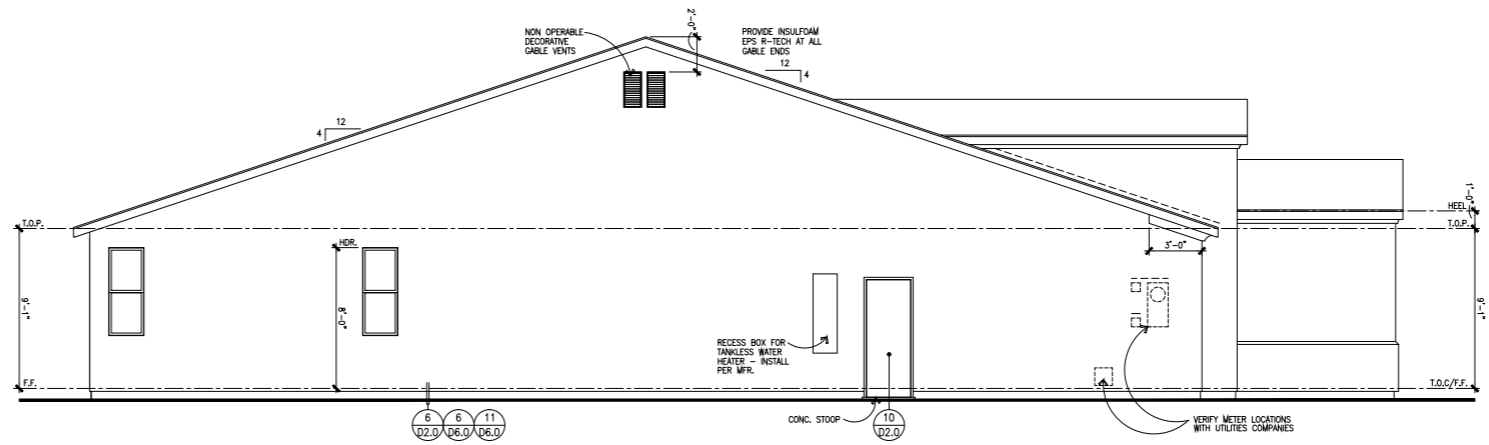 NON OPERABLE
DECORATIVE
GABLE VENTS
2'-0"
PROVIDE INSULFOAM
EPS R-TECH AT ALL
GABLE ENDS
12
4
12
4
T.O.P.
HEEL
1'-0"
T.O.P.
3'-0"
HDR.
9'-1"
8'-0"
9'-1"
RECESS BOX FOR
TANKLESS WATER
HEATER - INSTALL
PER MFR.
F.F.
T.O.C/F.F.
6
D2.0
6
D6.0
11
D6.0
CONC. STOOP
10
D2.0
VERIFY METER LOCATIONS
WITH UTILITIES COMPANIES